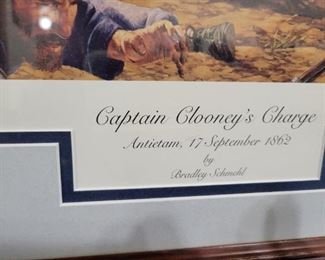 Captain Clooney's Charge
Antietam, 17 September 1862
by
Bradley Schmehl